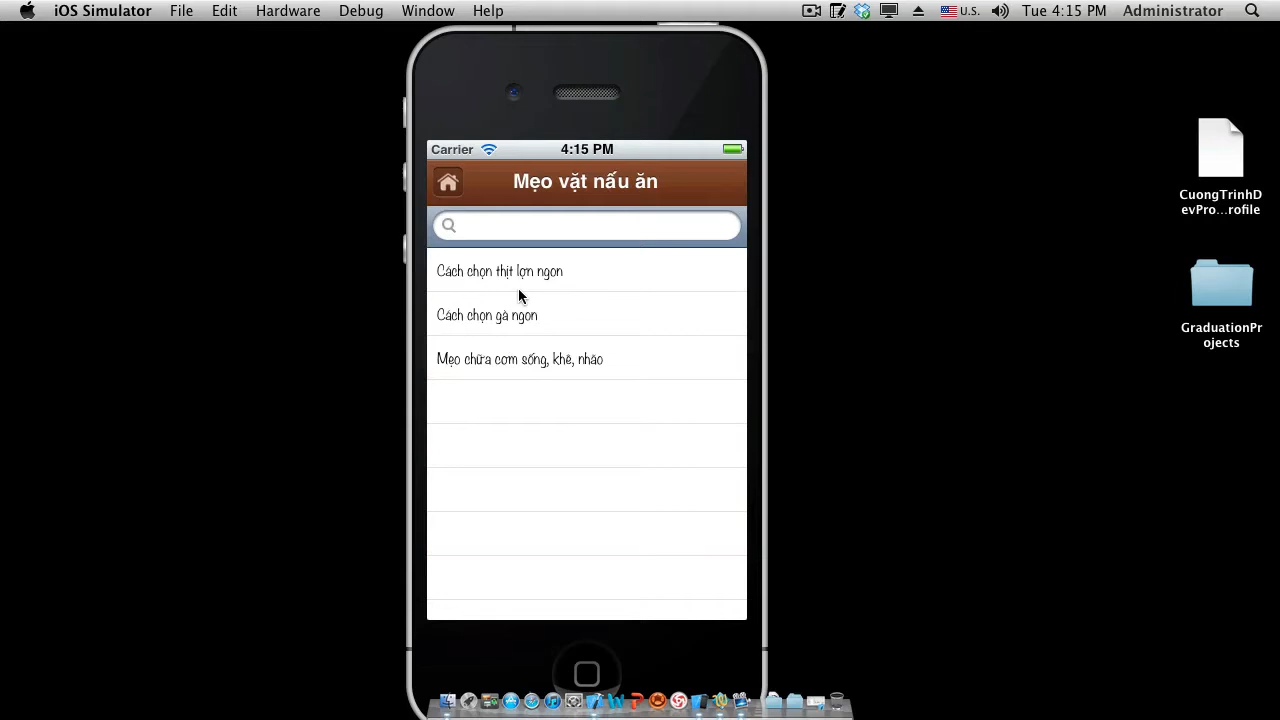 iOS Simulator File Edit Hardware Debug Window Help U.S. Tue 4:15 PM Administrator
Carrier 4:15 PM
Mẹo vặt nấu ăn
Cách chọn thịt lợn ngon
Cách chọn gà ngon
Mẹo chữa cơm sống, khê, nhão
CuongTrinhD
evPro...rofile
GraduationPr
ojects